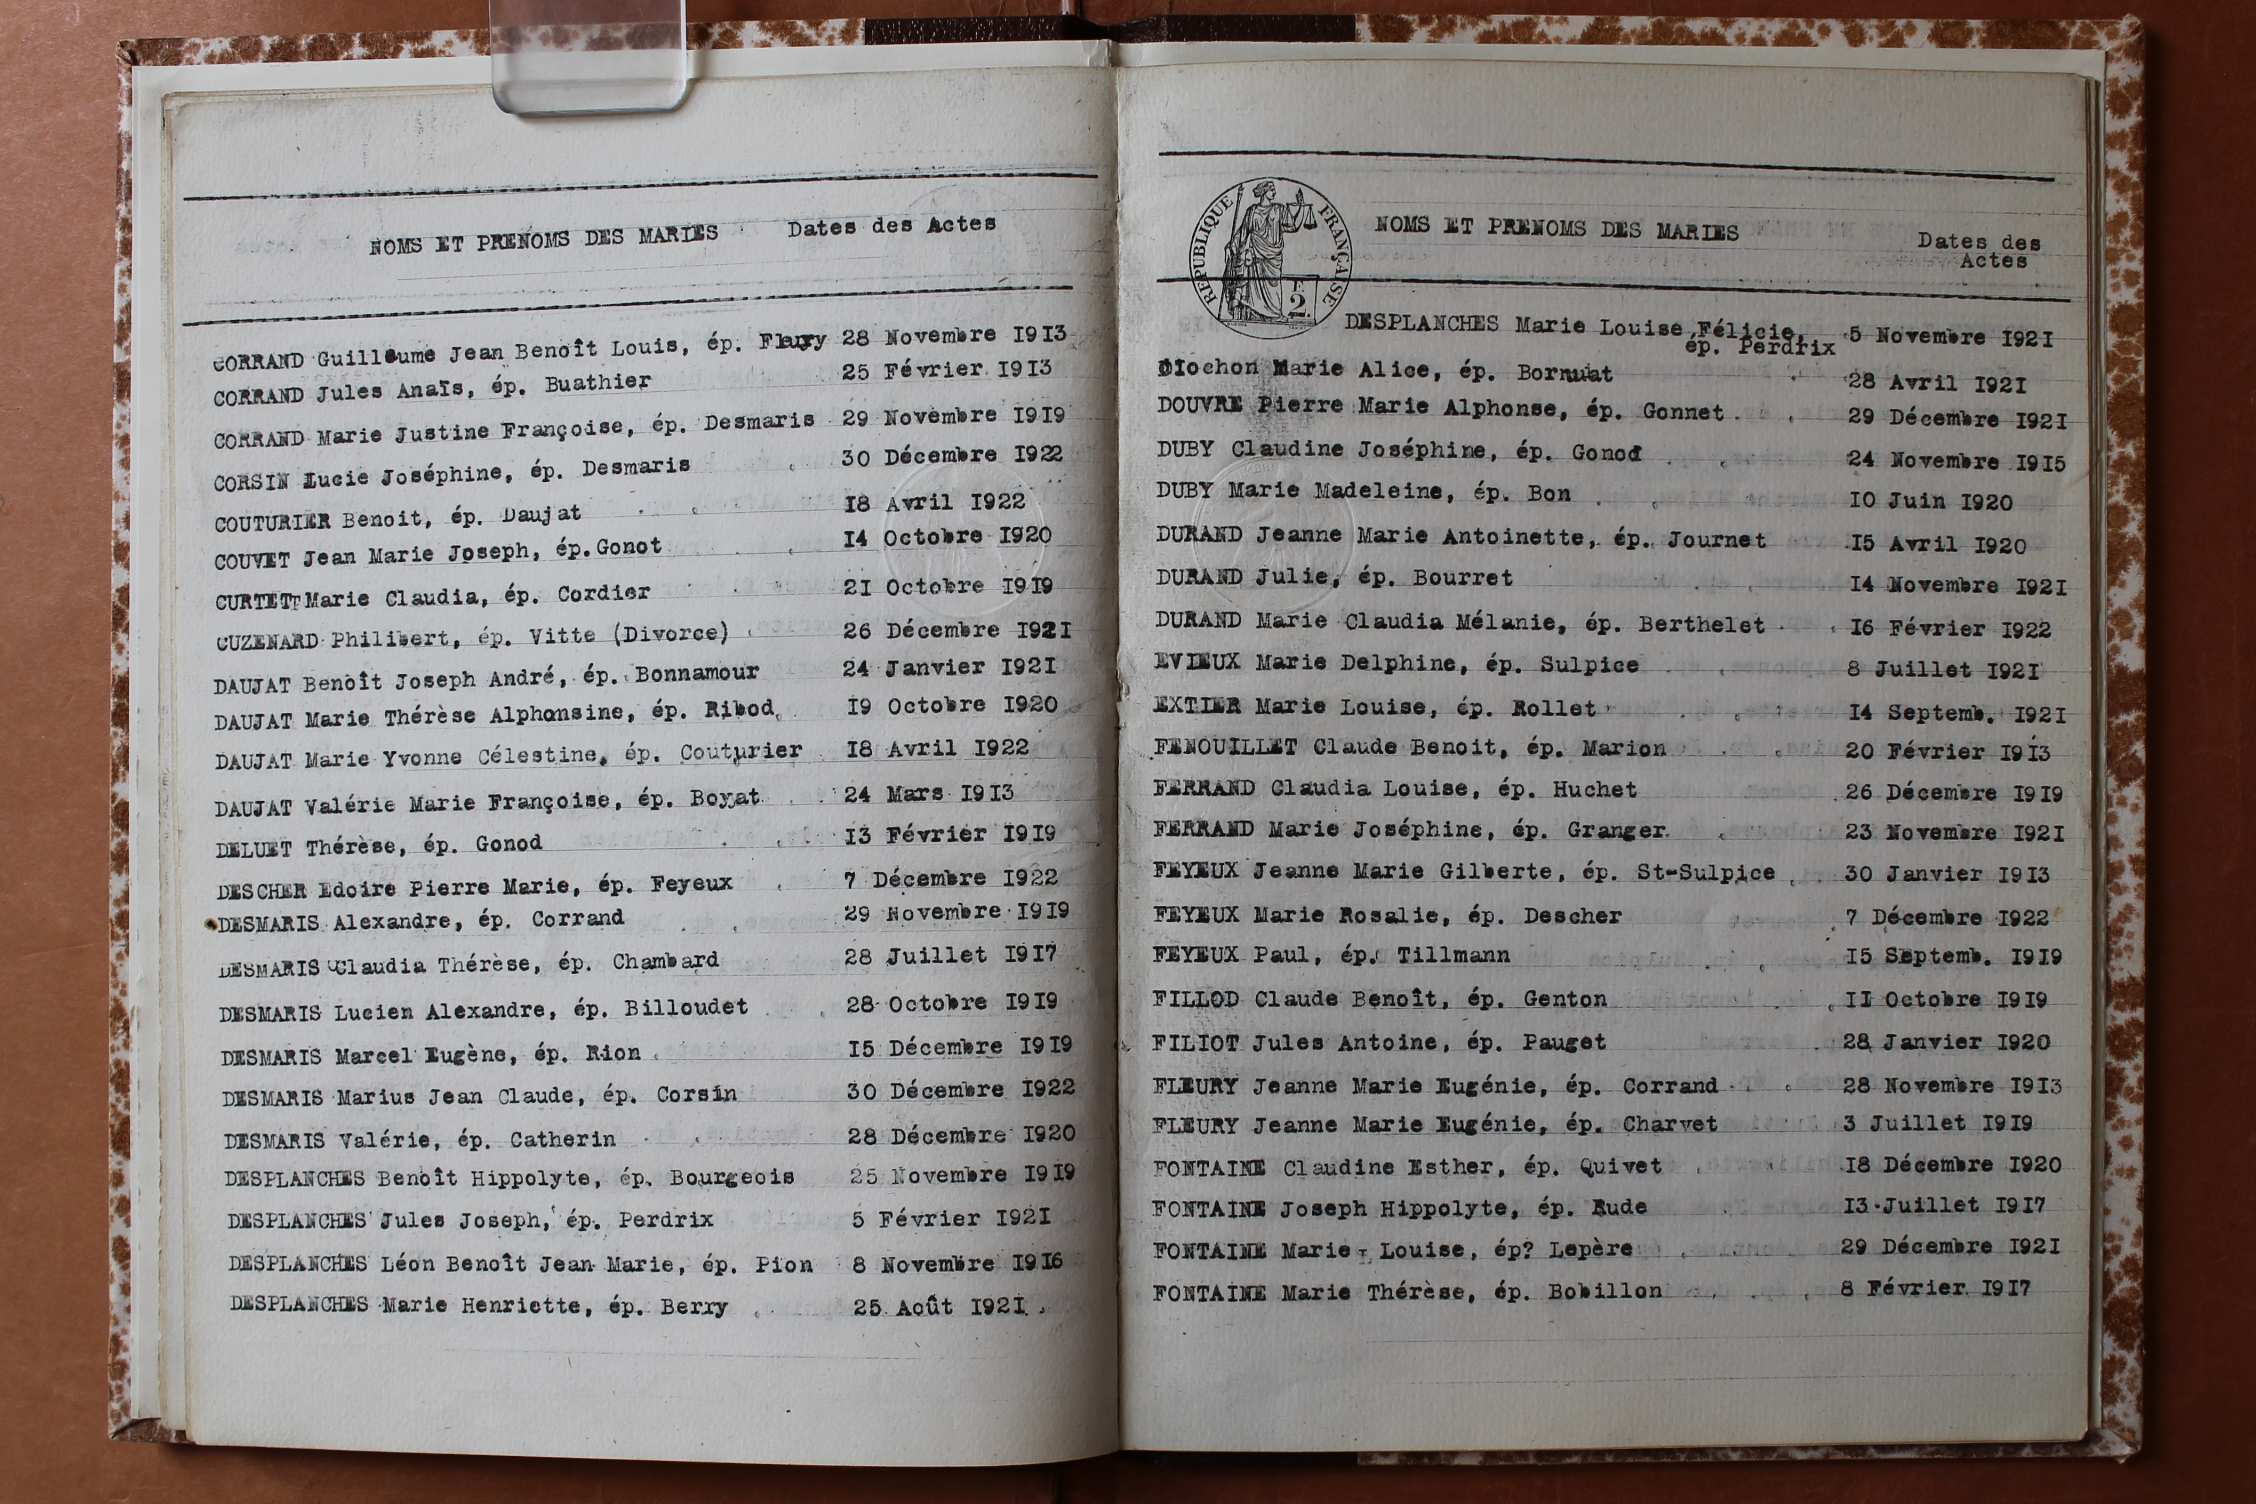 NOMS ET PRENOMS DES MARIES Dates des Actes
CORRAND Guillaume Jean Benoît Louis, ép. Fleury 28 Novembre 1913
CORRAND Jules Anaïs, ép. Buathier 25 Février 1913
CORRAND Marie Justine Françoise, ép. Desmaris 29 Novembre 1919
CORSIN Lucie Joséphine, ép. Desmaris 30 Décembre 1922
COUTURIER Benoit, ép. Daujat 18 Avril 1922
COUVET Jean Marie Joseph, ép. Gonot 14 Octobre 1920
CURTET Marie Claudia, ép. Cordier 21 Octobre 1919
CUZENARD Philibert, ép. Vitte (Divorce) 26 Décembre 1921
DAUJAT Benoît Joseph André, ép. Bonnamour 24 Janvier 1921
DAUJAT Marie Thérèse Alphonsine, ép. Ribod 19 Octobre 1920
DAUJAT Marie Yvonne Célestine, ép. Couturier 18 Avril 1922
DAUJAT Valérie Marie Françoise, ép. Boyat 24 Mars 1913
DELUET Thérèse, ép. Gonod 13 Février 1919
DESCHER Edoire Pierre Marie, ép. Feyeux 7 Décembre 1922
DESMARIS Alexandre, ép. Corrand 29 Novembre 1919
DESMARIS Claudia Thérèse, ép. Chambard 28 Juillet 1917
DESMARIS Lucien Alexandre, ép. Billoudet 28 Octobre 1919
DESMARIS Marcel Eugène, ép. Rion 15 Décembre 1919
DESMARIS Marius Jean Claude, ép. Corsin 30 Décembre 1922
DESMARIS Valérie, ép. Catherin 28 Décembre 1920
DESPLANCHES Benoît Hippolyte, ép. Bourgeois 25 Novembre 1919
DESPLANCHES Jules Joseph, ép. Perdrix 5 Février 1921
DESPLANCHES Léon Benoît Jean Marie, ép. Pion 8 Novembre 1916
DESPLANCHES Marie Henriette, ép. Berry 25 Août 1921
REPUBLIQUE FRANÇAISE
2
NOMS ET PRENOMS DES MARIES Dates des
Actes
DESPLANCHES Marie Louise Félicie, 5 Novembre 1921
ép. Perdrix
DIochon Marie Alice, ép. Bornuat 28 Avril 1921
DOUVRE Pierre Marie Alphonse, ép. Gonnet 29 Décembre 1921
DUBY Claudine Joséphine, ép. Gonod 24 Novembre 1915
DUBY Marie Madeleine, ép. Bon 10 Juin 1920
DURAND Jeanne Marie Antoinette, ép. Journet 15 Avril 1920
DURAND Julie, ép. Bourret 14 Novembre 1921
DURAND Marie Claudia Mélanie, ép. Berthelet 16 Février 1922
EVIEUX Marie Delphine, ép. Sulpice 8 Juillet 1921
EXTIER Marie Louise, ép. Rollet 14 Septemb. 1921
FENOUILLET Claude Benoit, ép. Marion 20 Février 1913
FERRAND Claudia Louise, ép. Huchet 26 Décembre 1919
FERRAND Marie Joséphine, ép. Granger 23 Novembre 1921
FEYEUX Jeanne Marie Gilberte, ép. St-Sulpice 30 Janvier 1913
FEYEUX Marie Rosalie, ép. Descher 7 Décembre 1922
FEYEUX Paul, ép. Tillmann 15 Septemb. 1919
FILLOD Claude Benoît, ép. Genton 11 Octobre 1919
FILIOT Jules Antoine, ép. Pauget 28 Janvier 1920
FLEURY Jeanne Marie Eugénie, ép. Corrand 28 Novembre 1913
FLEURY Jeanne Marie Eugénie, ép. Charvet 3 Juillet 1919
FONTAINE Claudine Esther, ép. Quivet 18 Décembre 1920
FONTAINE Joseph Hippolyte, ép. Rude 13 Juillet 1917
FONTAINE Marie Louise, ép? Lepère 29 Décembre 1921
FONTAINE Marie Thérèse, ép. Bobillon 8 Février 1917